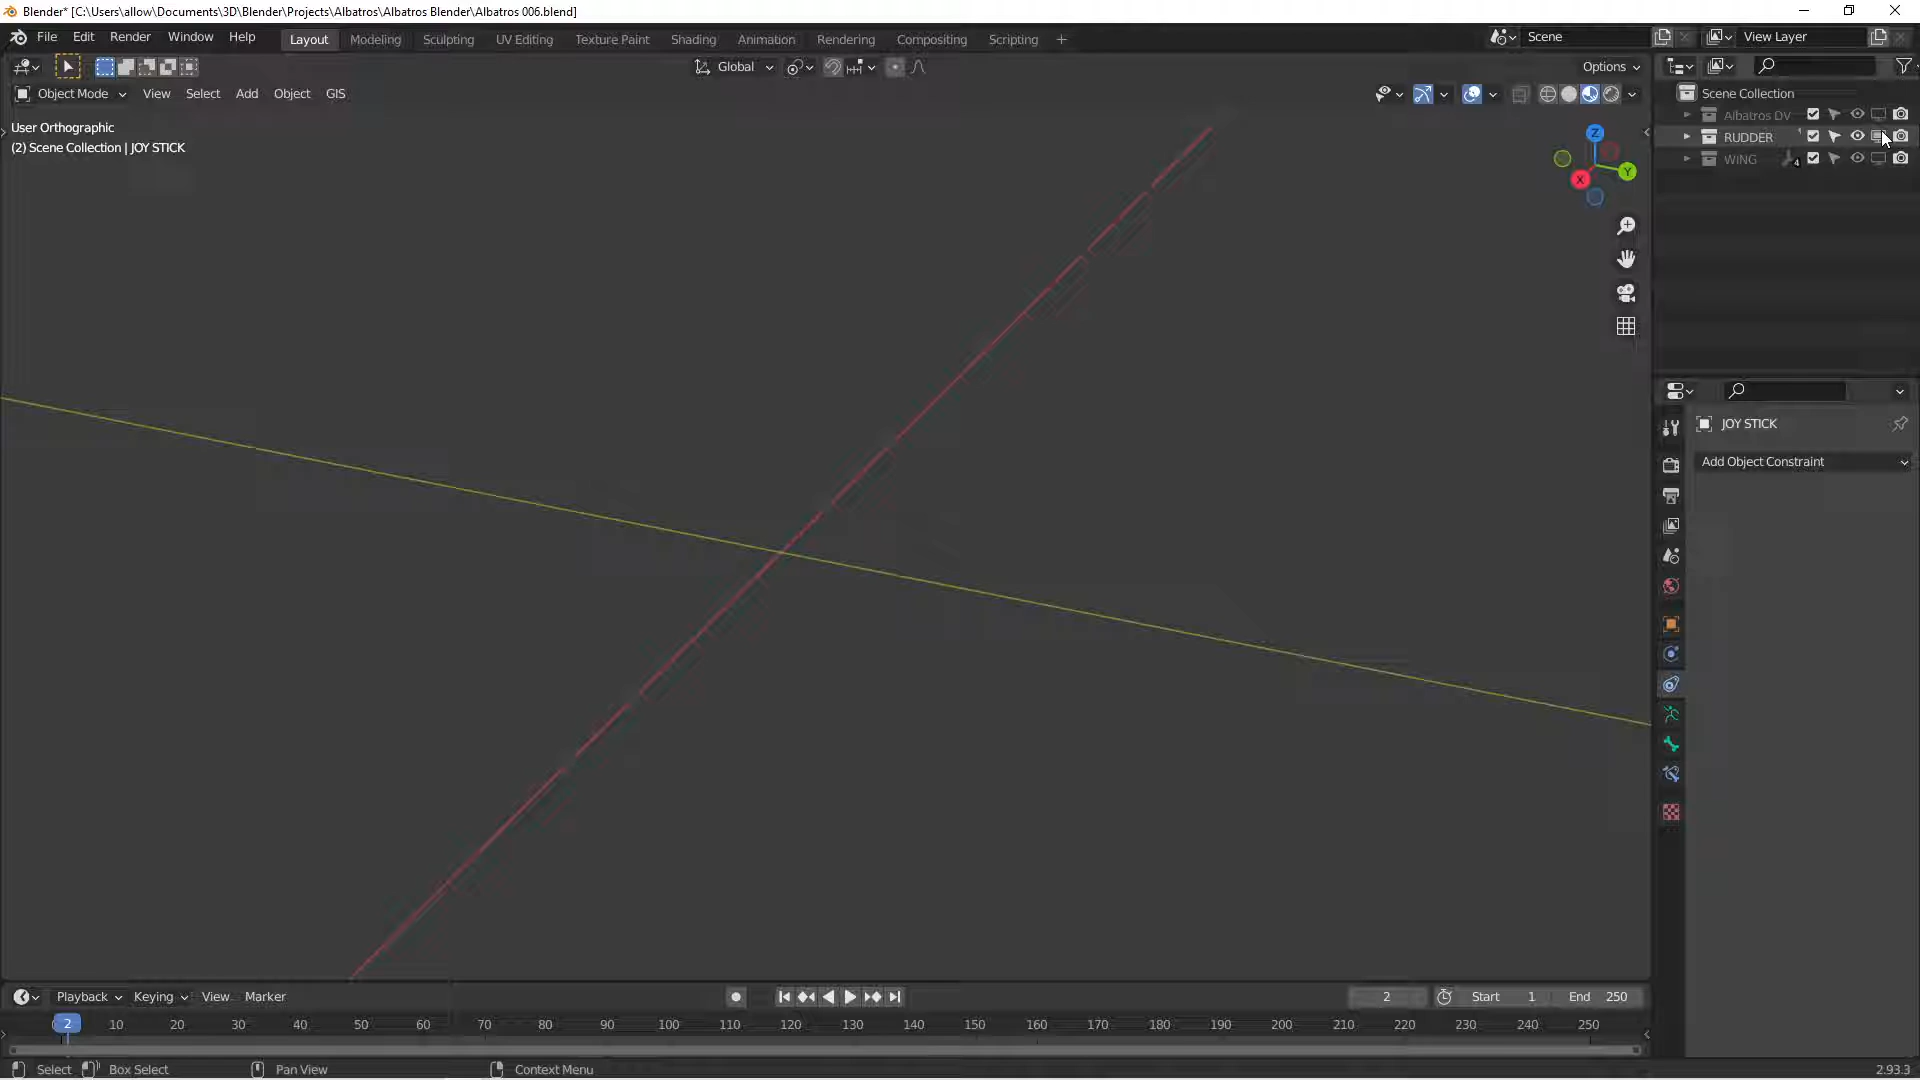 Blender* [C:\Users\allow\Documents\3D\Blender\Projects\Albatros\Albatros Blender\Albatros 006.blend]
File Edit Render Window Help Layout Modeling Sculpting UV Editing Texture Paint Shading Animation Rendering Compositing Scripting + Scene View Layer
Global Options
Object Mode View Select Add Object GIS
Scene Collection
Albatros DV
RUDDER
WING 4
User Orthographic
(2) Scene Collection | JOY STICK
Z
Y
X
JOY STICK
Add Object Constraint
Playback Keying View Marker 2 Start 1 End 250
2 10 20 30 40 50 60 70 80 90 100 110 120 130 140 150 160 170 180 190 200 210 220 230 240 250
Select Box Select Pan View Context Menu 2.93.3